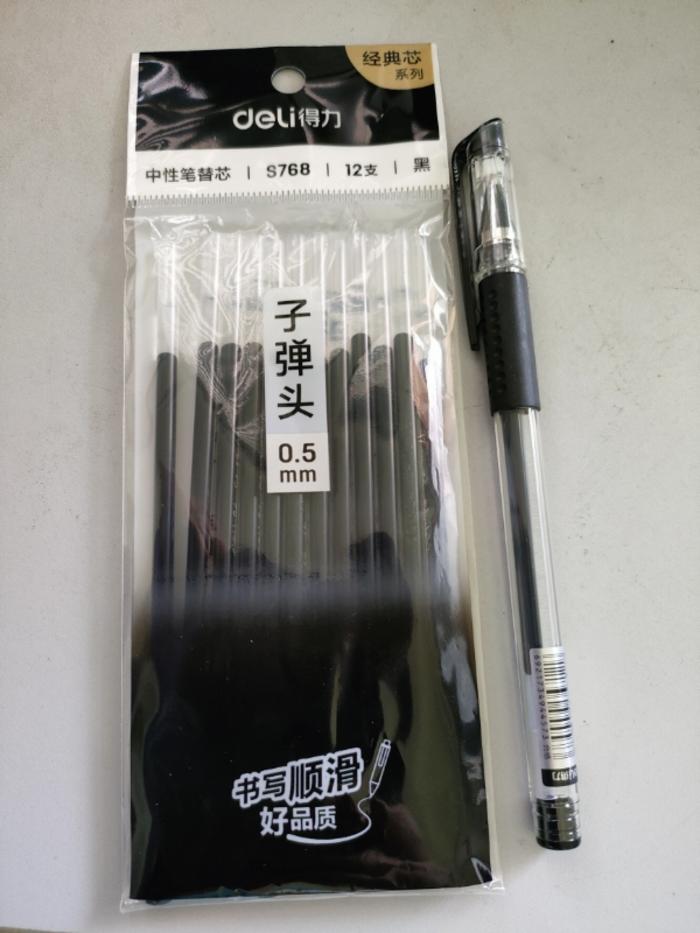 经典芯
系列
deli得力
中性笔替芯 | S768 | 12支 | 黑
子弹头
0.5
mm
书写顺滑
好品质